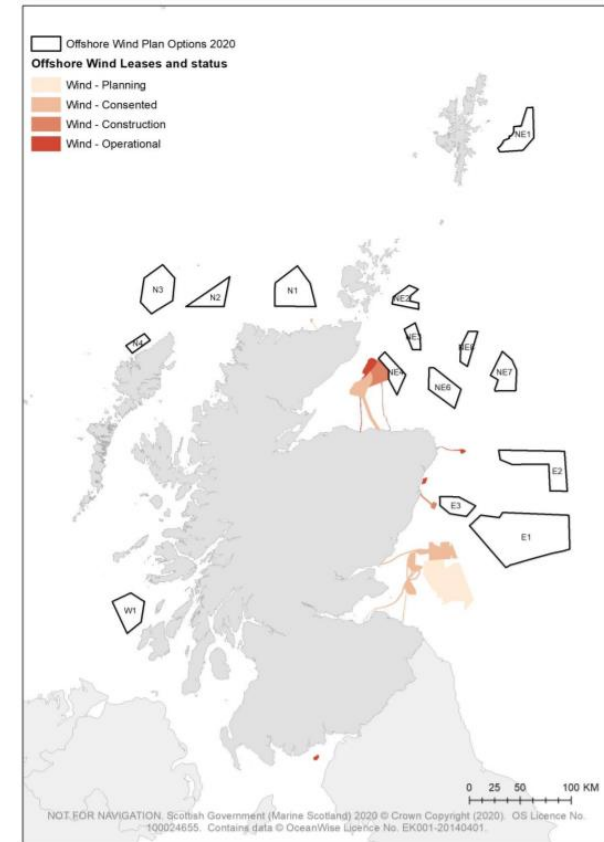 Offshore Wind Plan Options 2020
Offshore Wind Leases and status
Wind - Planning
Wind - Consented
Wind - Construction
Wind - Operational
NE1
N3
N2
N1
NE2
N4
NE3
NE4
NE6
NE7
E2
E3
E1
W1
0 25 50 100 KM
NOT FOR NAVIGATION. Scottish Government (Marine Scotland) 2020 © Crown Copyright (2020). OS Licence No.
100024655. Contains data © OceanWise Licence No. EK001-20140401.